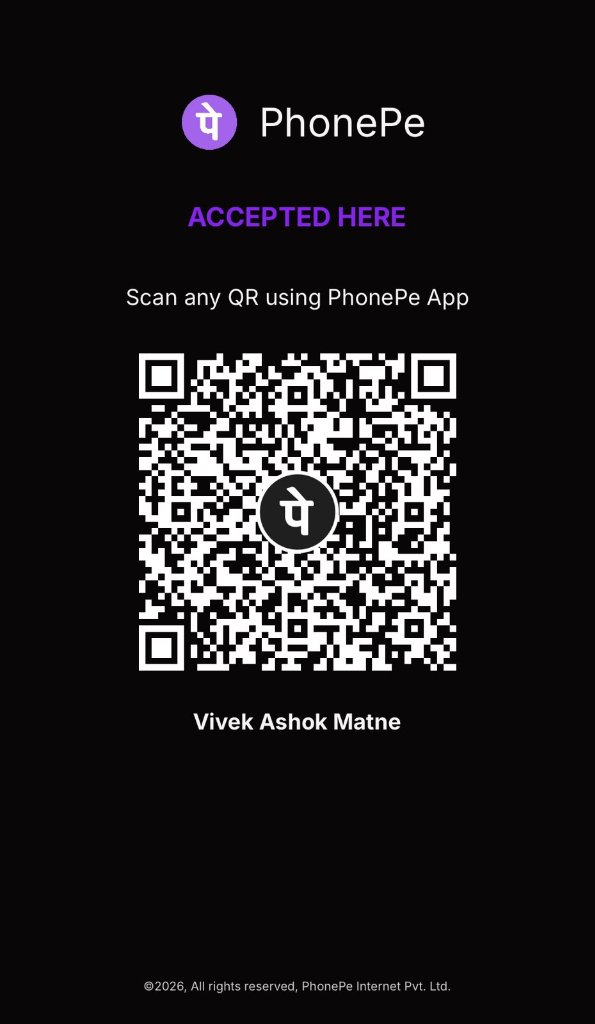 पे PhonePe
ACCEPTED HERE
Scan any QR using PhonePe App
पे
Vivek Ashok Matne
©2026, All rights reserved, PhonePe Internet Pvt. Ltd.